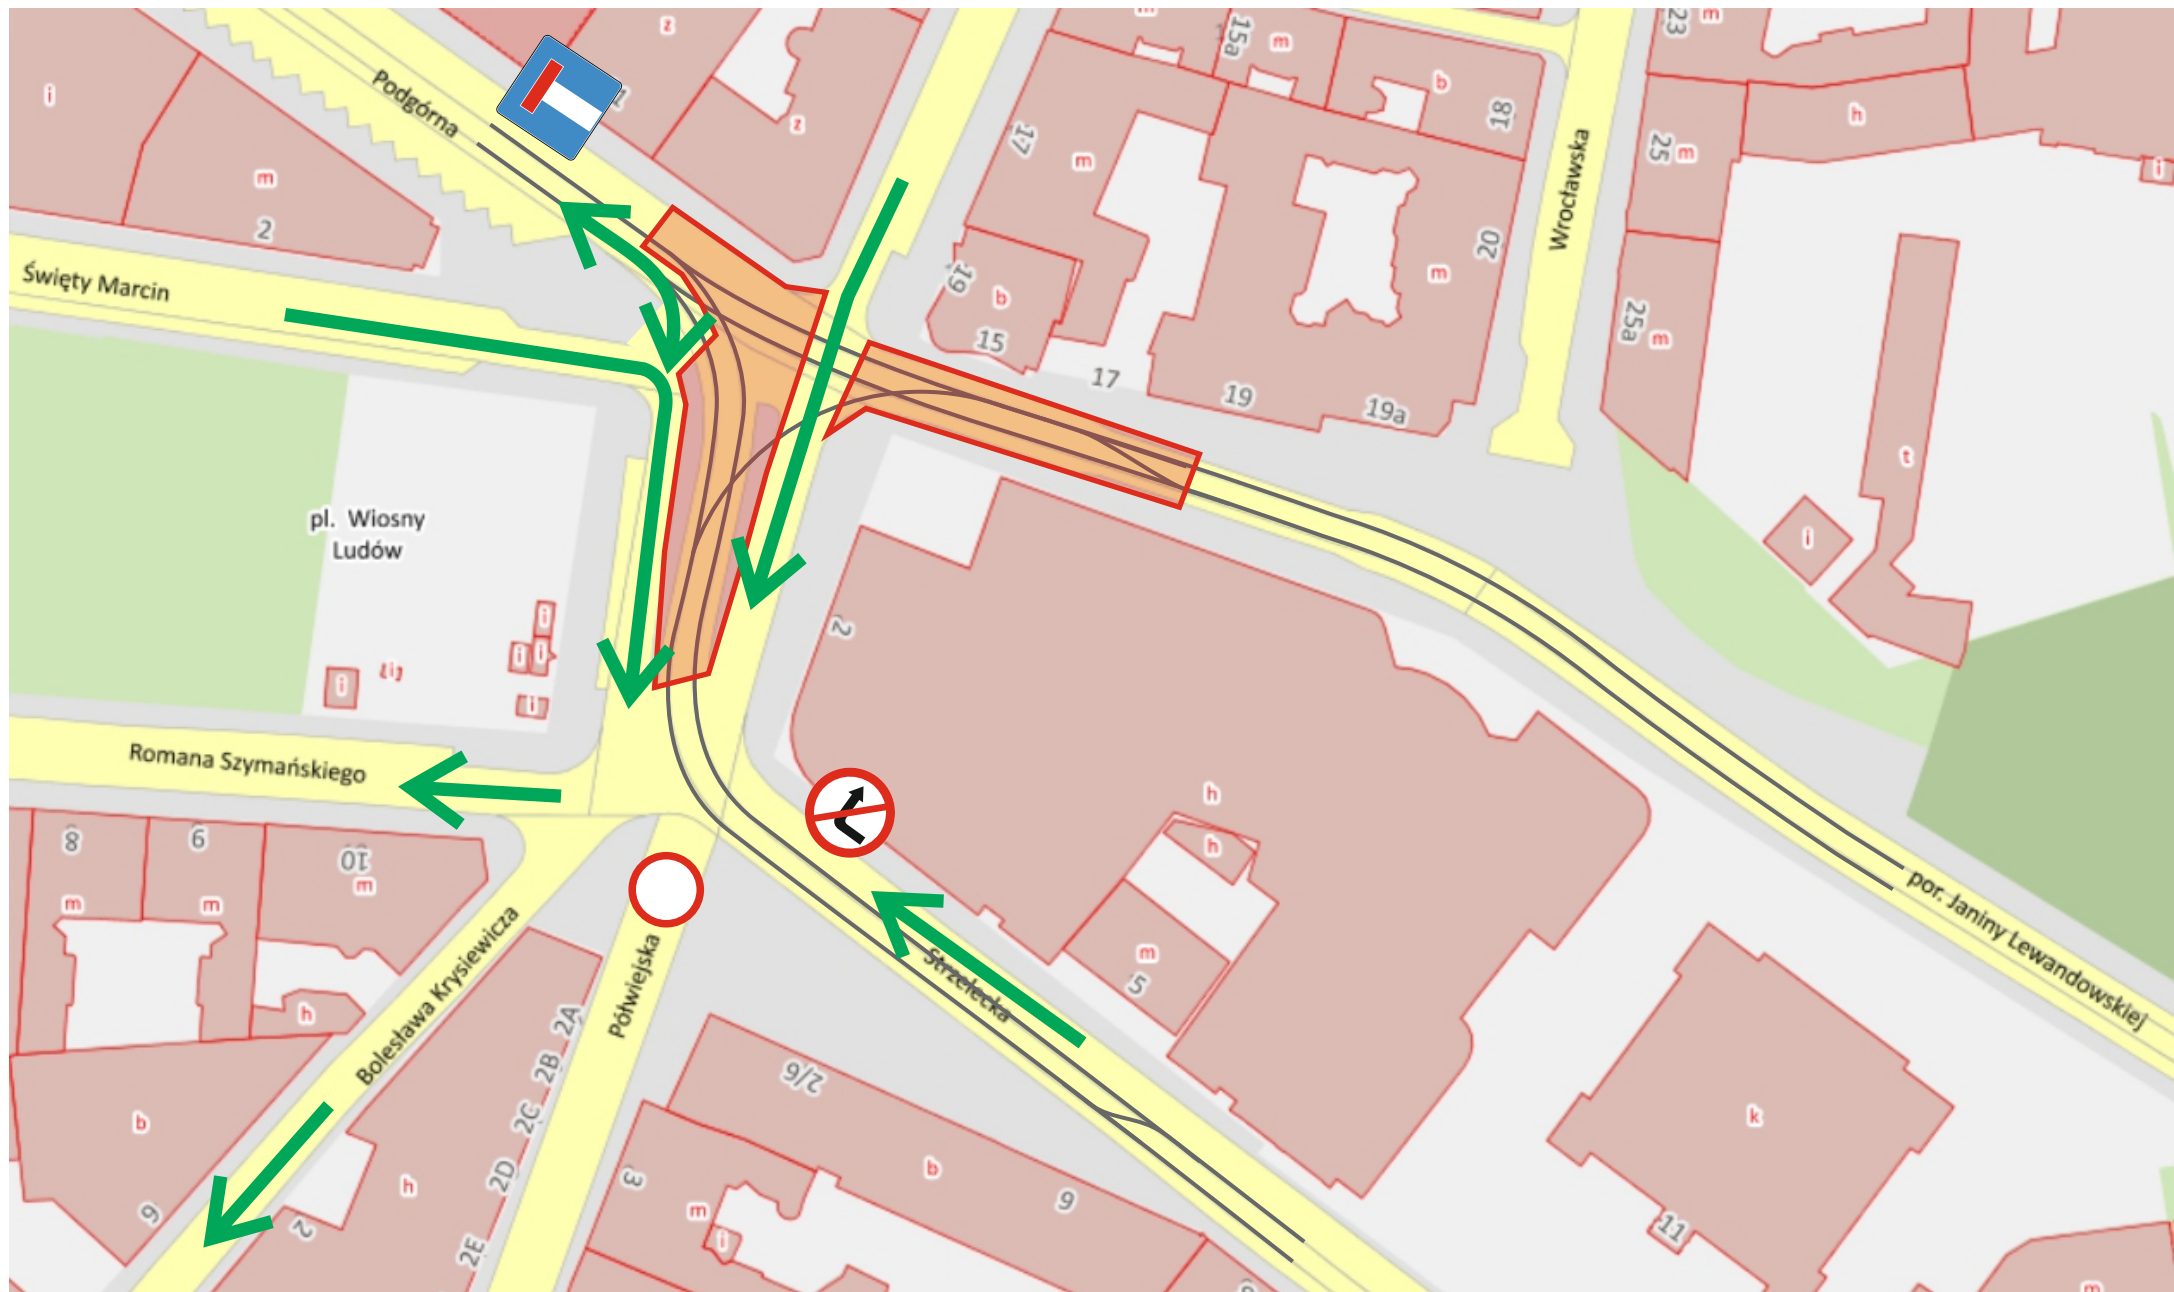 z
i
Podgórna
1
z
m
2
Święty Marcin
m
17
m
15a
m
b
18
19
b
15
17
19
19a
m
20
Wrocławska
23
m
25
m
25a
m
h
i
t
i
pl. Wiosny
Ludów
i
i
i
i
i
2
Romana Szymańskiego
8
9
10
m
m
m
h
Bolesława Krysiewicza
b
6
2
h
2A
2B
2C
2D
2E
Półwiejska
Strzelecka
h
h
m
5
2/6
3
m
i
b
6
por. Janiny Lewandowskiej
k
11
m